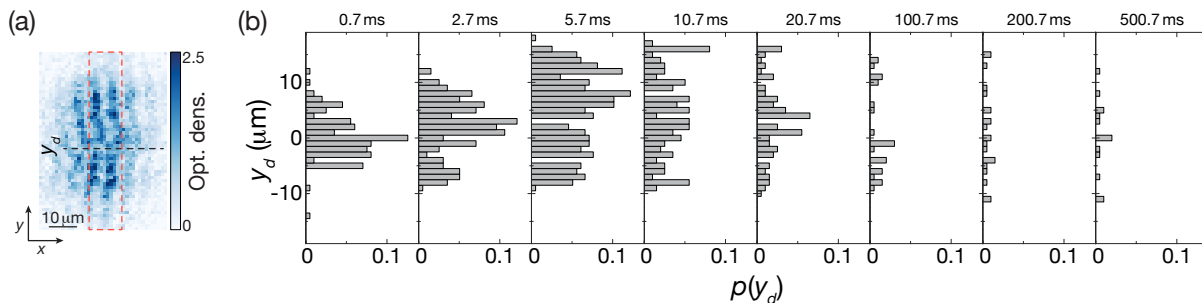 (a)
2.5
Opt. dens.
0
y_d
y
x
10 μm
(b)
0.7 ms 2.7 ms 5.7 ms 10.7 ms 20.7 ms 100.7 ms 200.7 ms 500.7 ms
10
0
-10
y_d (μm)
0 0.1 0 0.1 0 0.1 0 0.1 0 0.1 0 0.1 0 0.1 0 0.1
p(y_d)